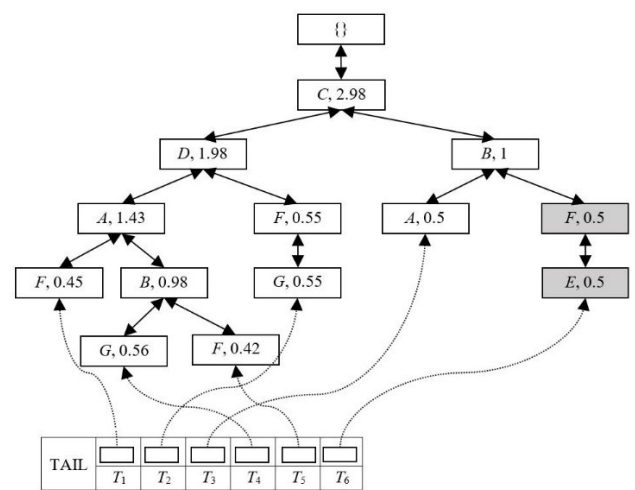 {}
C, 2.98
D, 1.98 B, 1
A, 1.43 F, 0.55 A, 0.5 F, 0.5
F, 0.45 B, 0.98 G, 0.55 E, 0.5
G, 0.56 F, 0.42
TAIL T1 T2 T3 T4 T5 T6